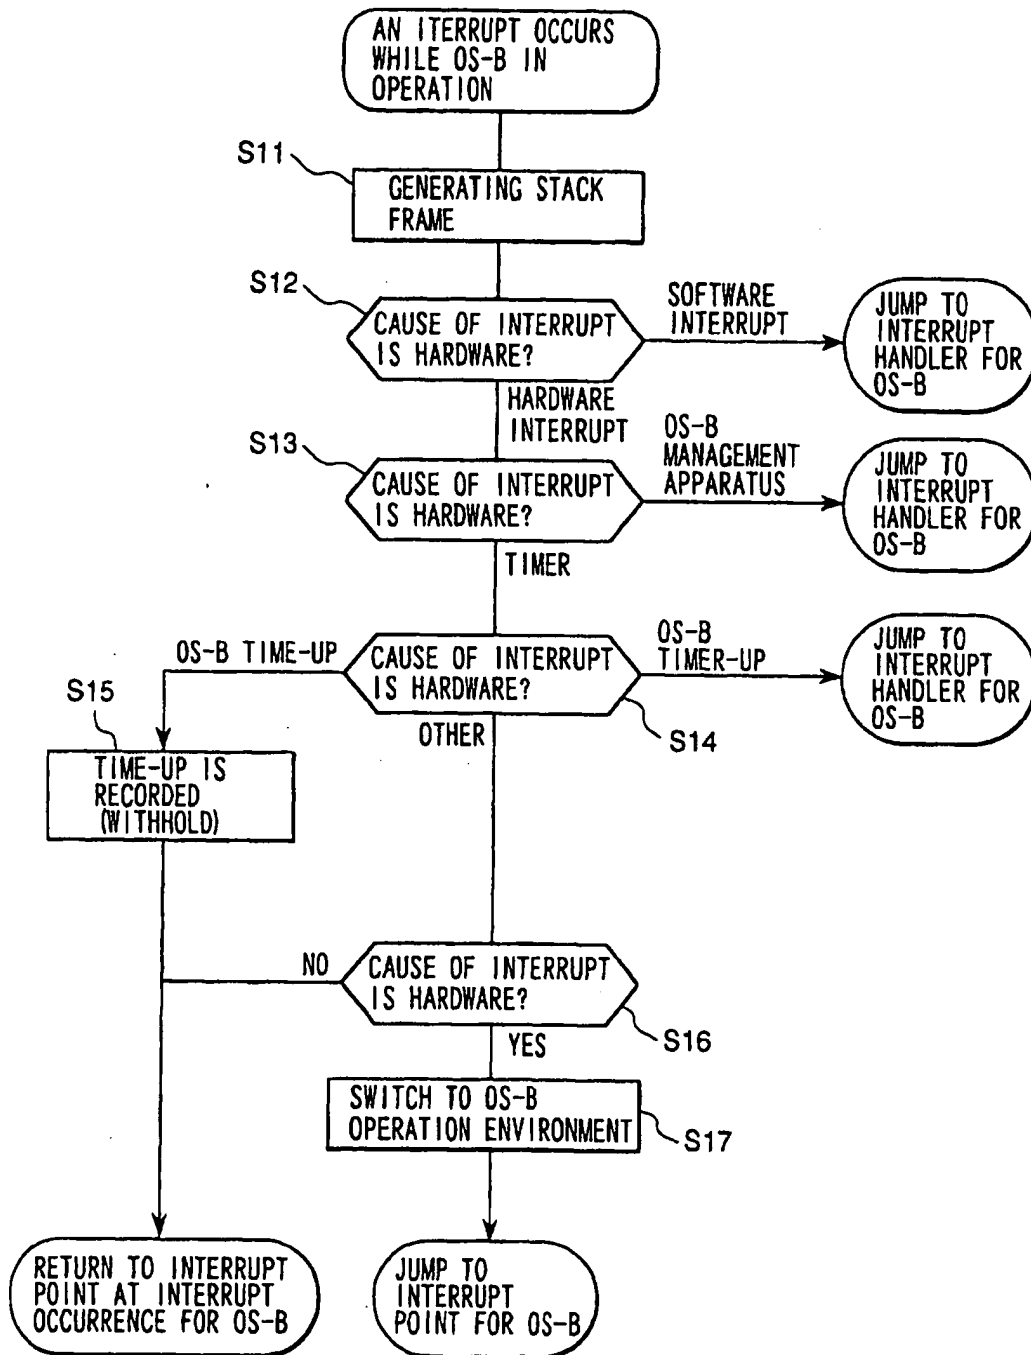 AN ITERRUPT OCCURS
WHILE OS-B IN
OPERATION
S11
GENERATING STACK
FRAME
S12
CAUSE OF INTERRUPT
IS HARDWARE?
SOFTWARE
INTERRUPT
JUMP TO
INTERRUPT
HANDLER FOR
OS-B
HARDWARE
INTERRUPT
S13
CAUSE OF INTERRUPT
IS HARDWARE?
OS-B
MANAGEMENT
APPARATUS
JUMP TO
INTERRUPT
HANDLER FOR
OS-B
TIMER
OS-B TIME-UP
CAUSE OF INTERRUPT
IS HARDWARE?
OS-B
TIMER-UP
JUMP TO
INTERRUPT
HANDLER FOR
OS-B
S14
OTHER
S15
TIME-UP IS
RECORDED
(WITHHOLD)
NO
CAUSE OF INTERRUPT
IS HARDWARE?
S16
YES
SWITCH TO OS-B
OPERATION ENVIRONMENT
S17
RETURN TO INTERRUPT
POINT AT INTERRUPT
OCCURRENCE FOR OS-B
JUMP TO
INTERRUPT
POINT FOR OS-B